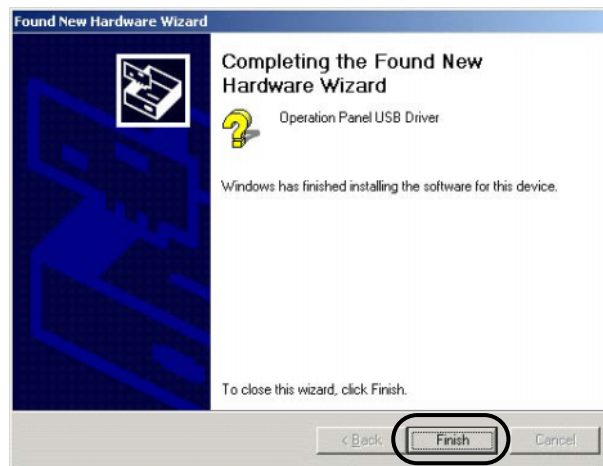 Found New Hardware Wizard
Completing the Found New
Hardware Wizard
Operation Panel USB Driver
Windows has finished installing the software for this device.
To close this wizard, click Finish.
< Back
Finish
Cancel